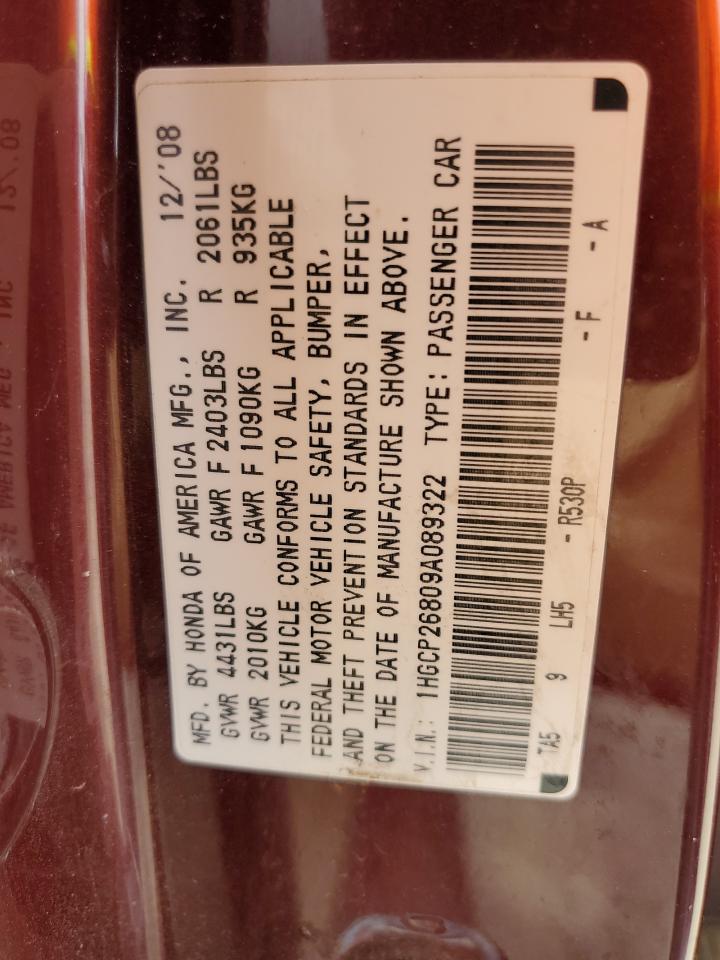 MFD. BY HONDA OF AMERICA MFG., INC. 12/'08
GVWR 4431LBS GAWR F 2403LBS R 2061LBS
GVWR 2010KG GAWR F 1090KG R 935KG
THIS VEHICLE CONFORMS TO ALL APPLICABLE
FEDERAL MOTOR VEHICLE SAFETY, BUMPER,
AND THEFT PREVENTION STANDARDS IN EFFECT
ON THE DATE OF MANUFACTURE SHOWN ABOVE.
V.I.N.: 1HGCP26809A089322 TYPE: PASSENGER CAR
TA5 9 LH5 - R530P - F - A